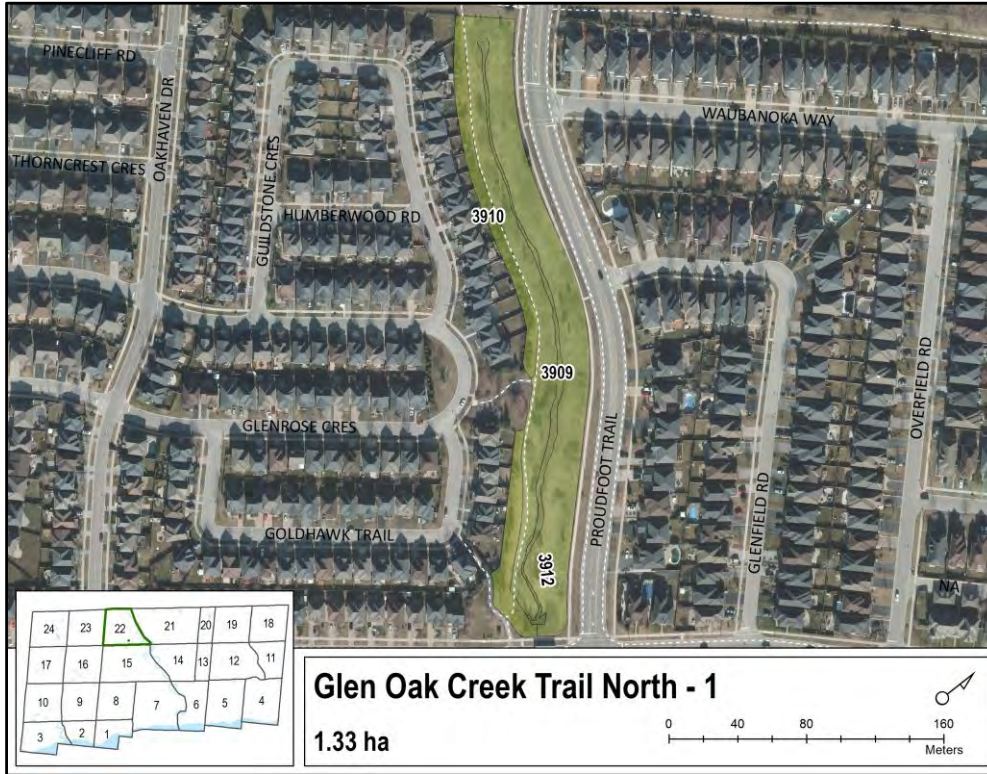 PINECLIFF RD
OAKHAVEN DR
THORNCREST CRES
GUILDSTONE CRES
HUMBERWOOD RD
WAUBANOKA WAY
3910
3909
GLENROSE CRES
GOLDHAWK TRAIL
3912
PROUDFOOT TRAIL
GLENFIELD RD
OVERFIELD RD
NA
24 23 22 21 20 19 18
17 16 15 14 13 12 11
10 9 8 7 6 5 4
3 2 1
Glen Oak Creek Trail North - 1
1.33 ha
0 40 80 160
Meters